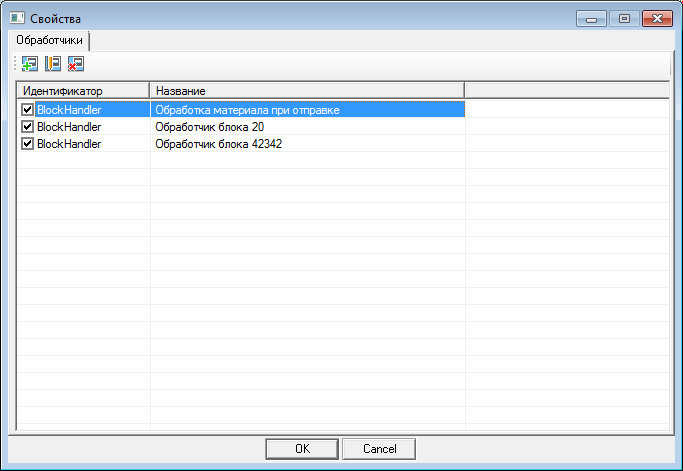 Свойства
Обработчики
Идентификатор Название
BlockHandler Обработка материала при отправке
BlockHandler Обработчик блока 20
BlockHandler Обработчик блока 42342
OK Cancel